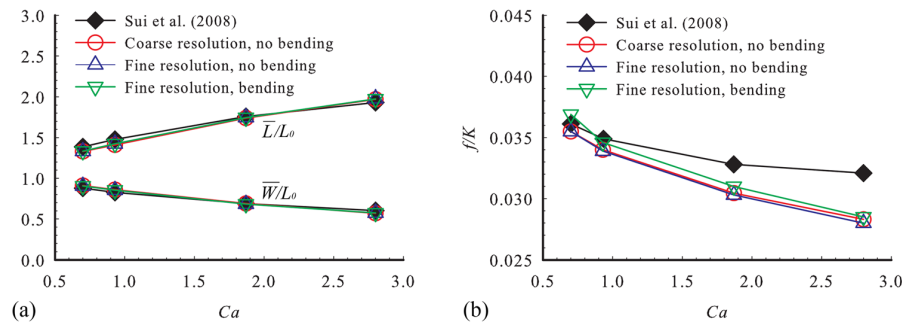 3.0
2.5
2.0
1.5
1.0
0.5
0.0
Sui et al. (2008)
Coarse resolution, no bending
Fine resolution, no bending
Fine resolution, bending
L̅/L₀
W̅/L₀
0.5 1.0 1.5 2.0 2.5 3.0
(a) Ca
0.045
0.040
0.035
0.030
0.025
f/K
Sui et al. (2008)
Coarse resolution, no bending
Fine resolution, no bending
Fine resolution, bending
0.5 1.0 1.5 2.0 2.5 3.0
(b) Ca